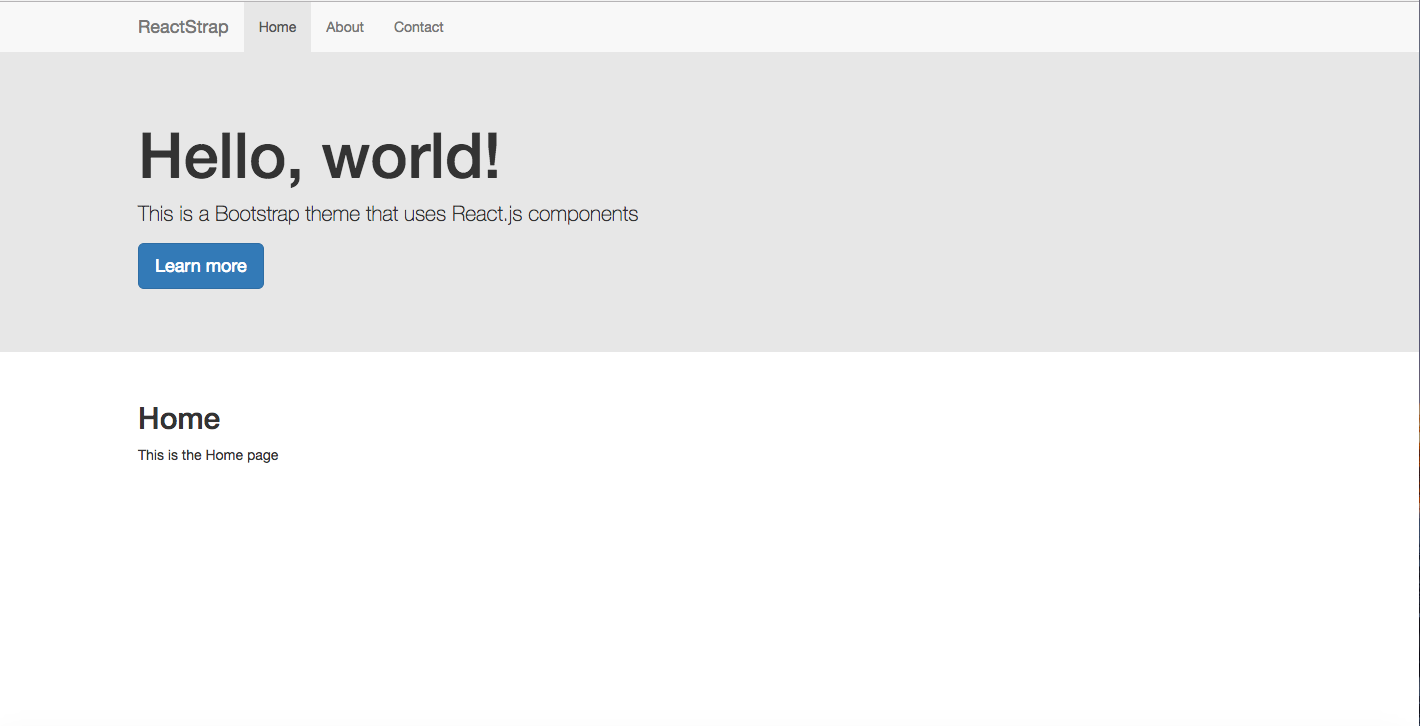 ReactStrap Home About Contact
Hello, world!
This is a Bootstrap theme that uses React.js components
Learn more
Home
This is the Home page